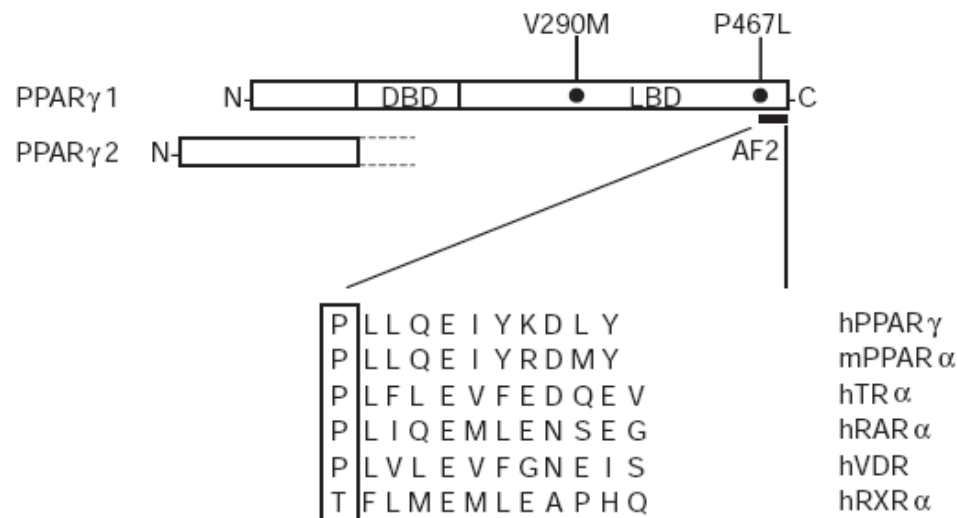 V290M P467L
PPARγ1 N- DBD LBD -C
PPARγ2 N-
AF2
P L L Q E I Y K D L Y hPPARγ
P L L Q E I Y R D M Y mPPARα
P L F L E V F E D Q E V hTRα
P L I Q E M L E N S E G hRARα
P L V L E V F G N E I S hVDR
T F L M E M L E A P H Q hRXRα